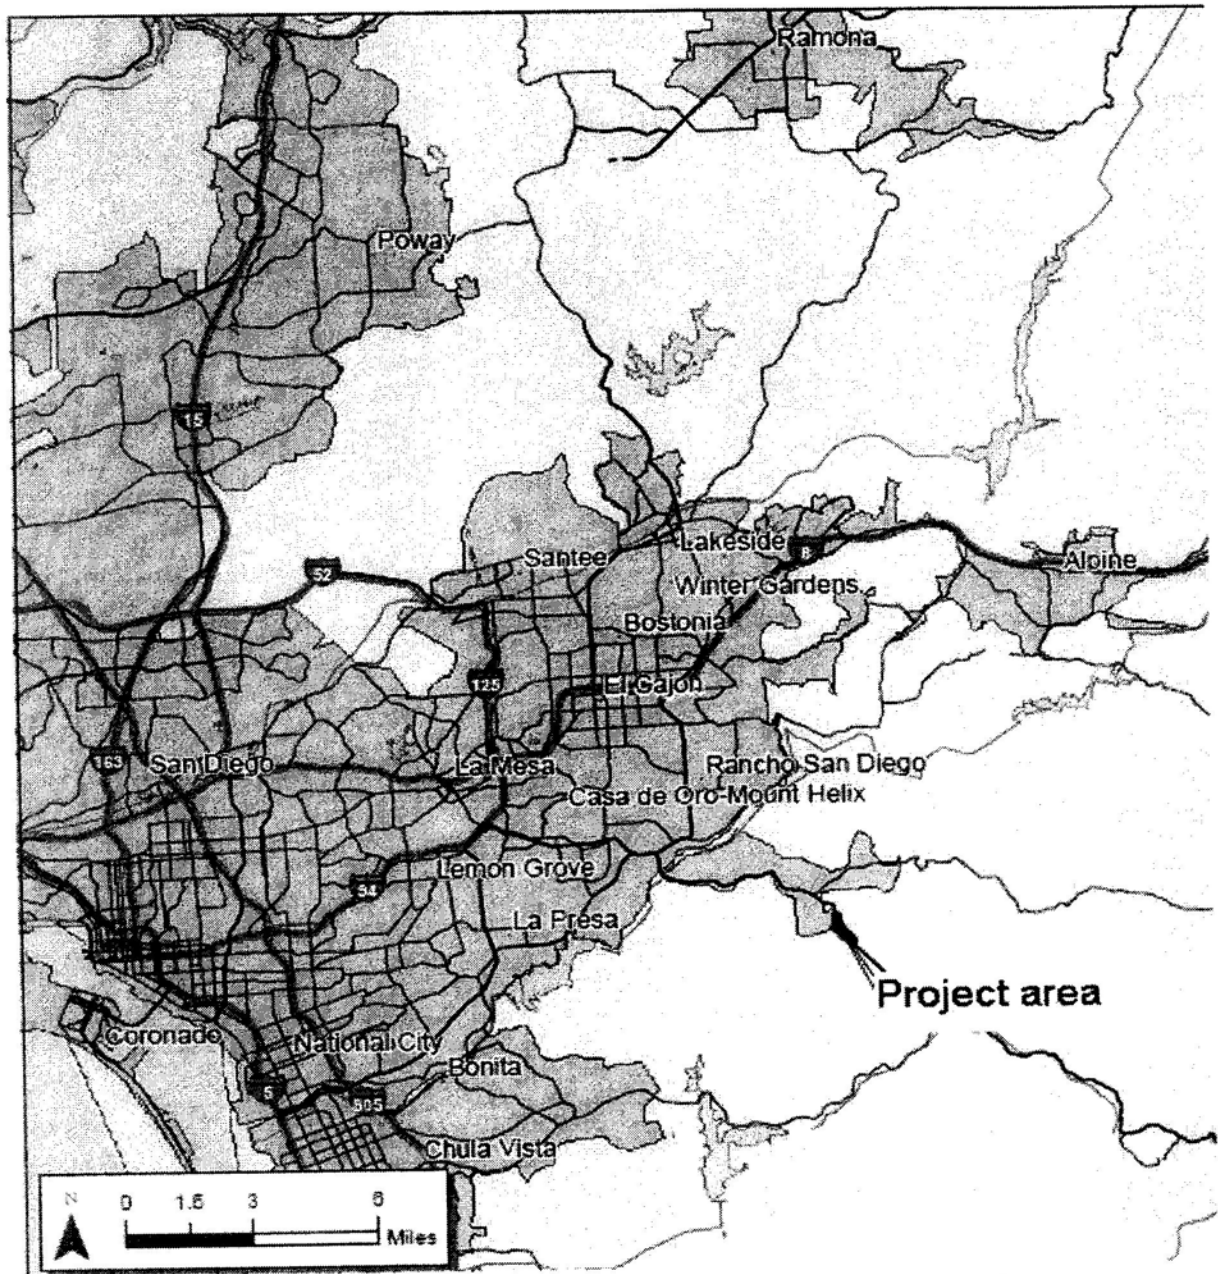 Ramona
Poway
15
52
Santee
Lakeside
8
Alpine
Winter Gardens
Bostonia
125
El Cajon
163
San Diego
La Mesa
Rancho San Diego
Casa de Oro-Mount Helix
Lemon Grove
94
La Presa
Project area
Coronado
National City
Bonita
5
805
Chula Vista
N
0 1.5 3 6
Miles